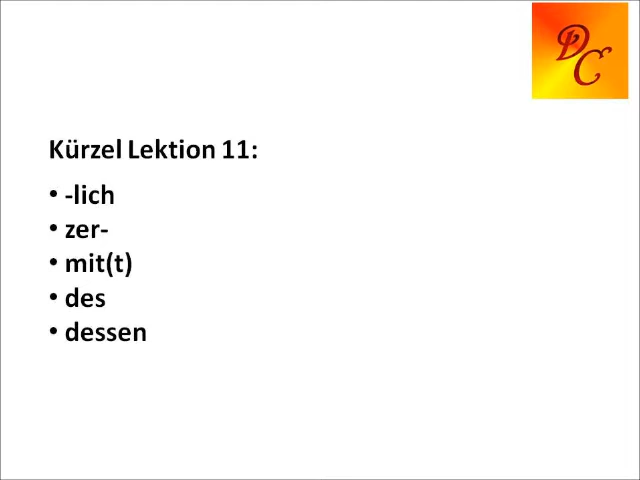 DC
Kürzel Lektion 11:
• -lich
• zer-
• mit(t)
• des
• dessen